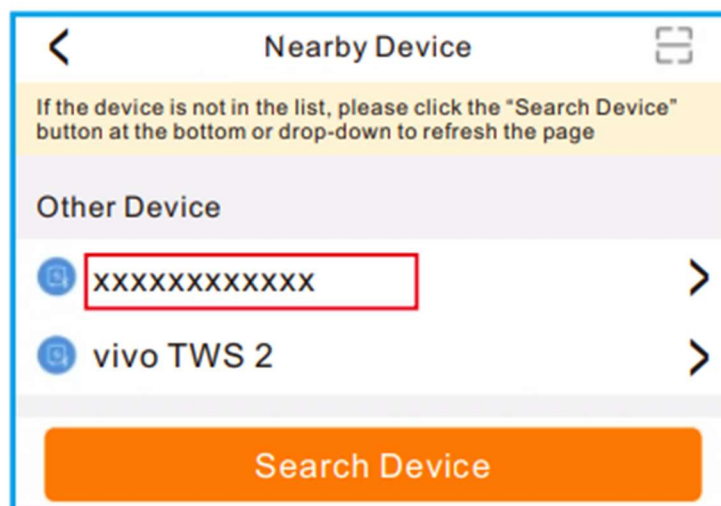 Nearby Device
If the device is not in the list, please click the “Search Device”
button at the bottom or drop-down to refresh the page
Other Device
xxxxxxxxxxxx
vivo TWS 2
Search Device